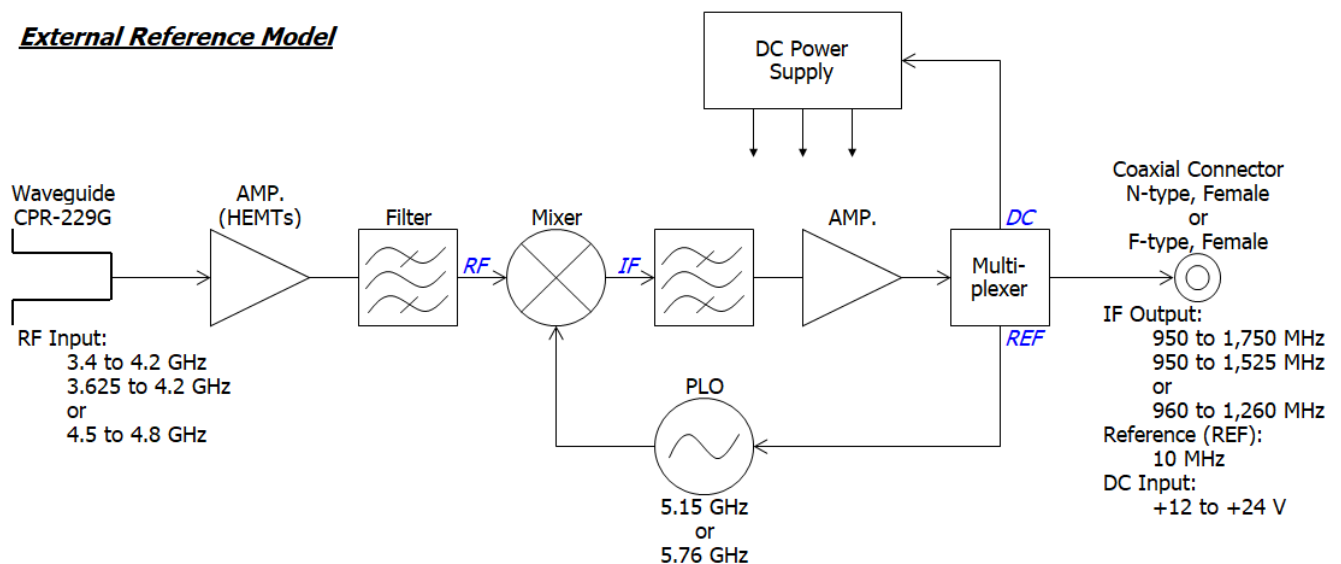 External Reference Model
DC Power
Supply
Waveguide
CPR-229G
AMP.
(HEMTs)
Filter
Mixer
AMP.
DC
Coaxial Connector
N-type, Female
or
F-type, Female
RF
IF
Multi-
plexer
REF
RF Input:
3.4 to 4.2 GHz
3.625 to 4.2 GHz
or
4.5 to 4.8 GHz
PLO
5.15 GHz
or
5.76 GHz
IF Output:
950 to 1,750 MHz
950 to 1,525 MHz
or
960 to 1,260 MHz
Reference (REF):
10 MHz
DC Input:
+12 to +24 V